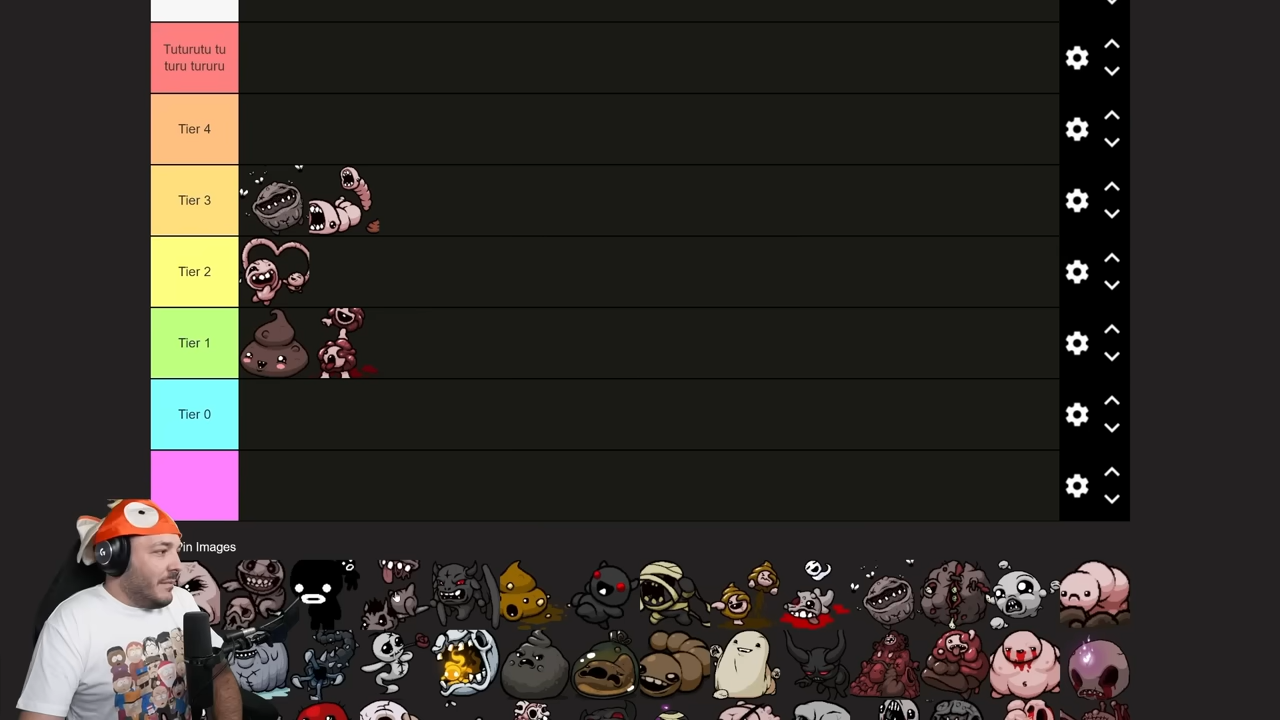 Tuturutu tu
turu tururu
Tier 4
Tier 3
Tier 2
Tier 1
Tier 0
in Images